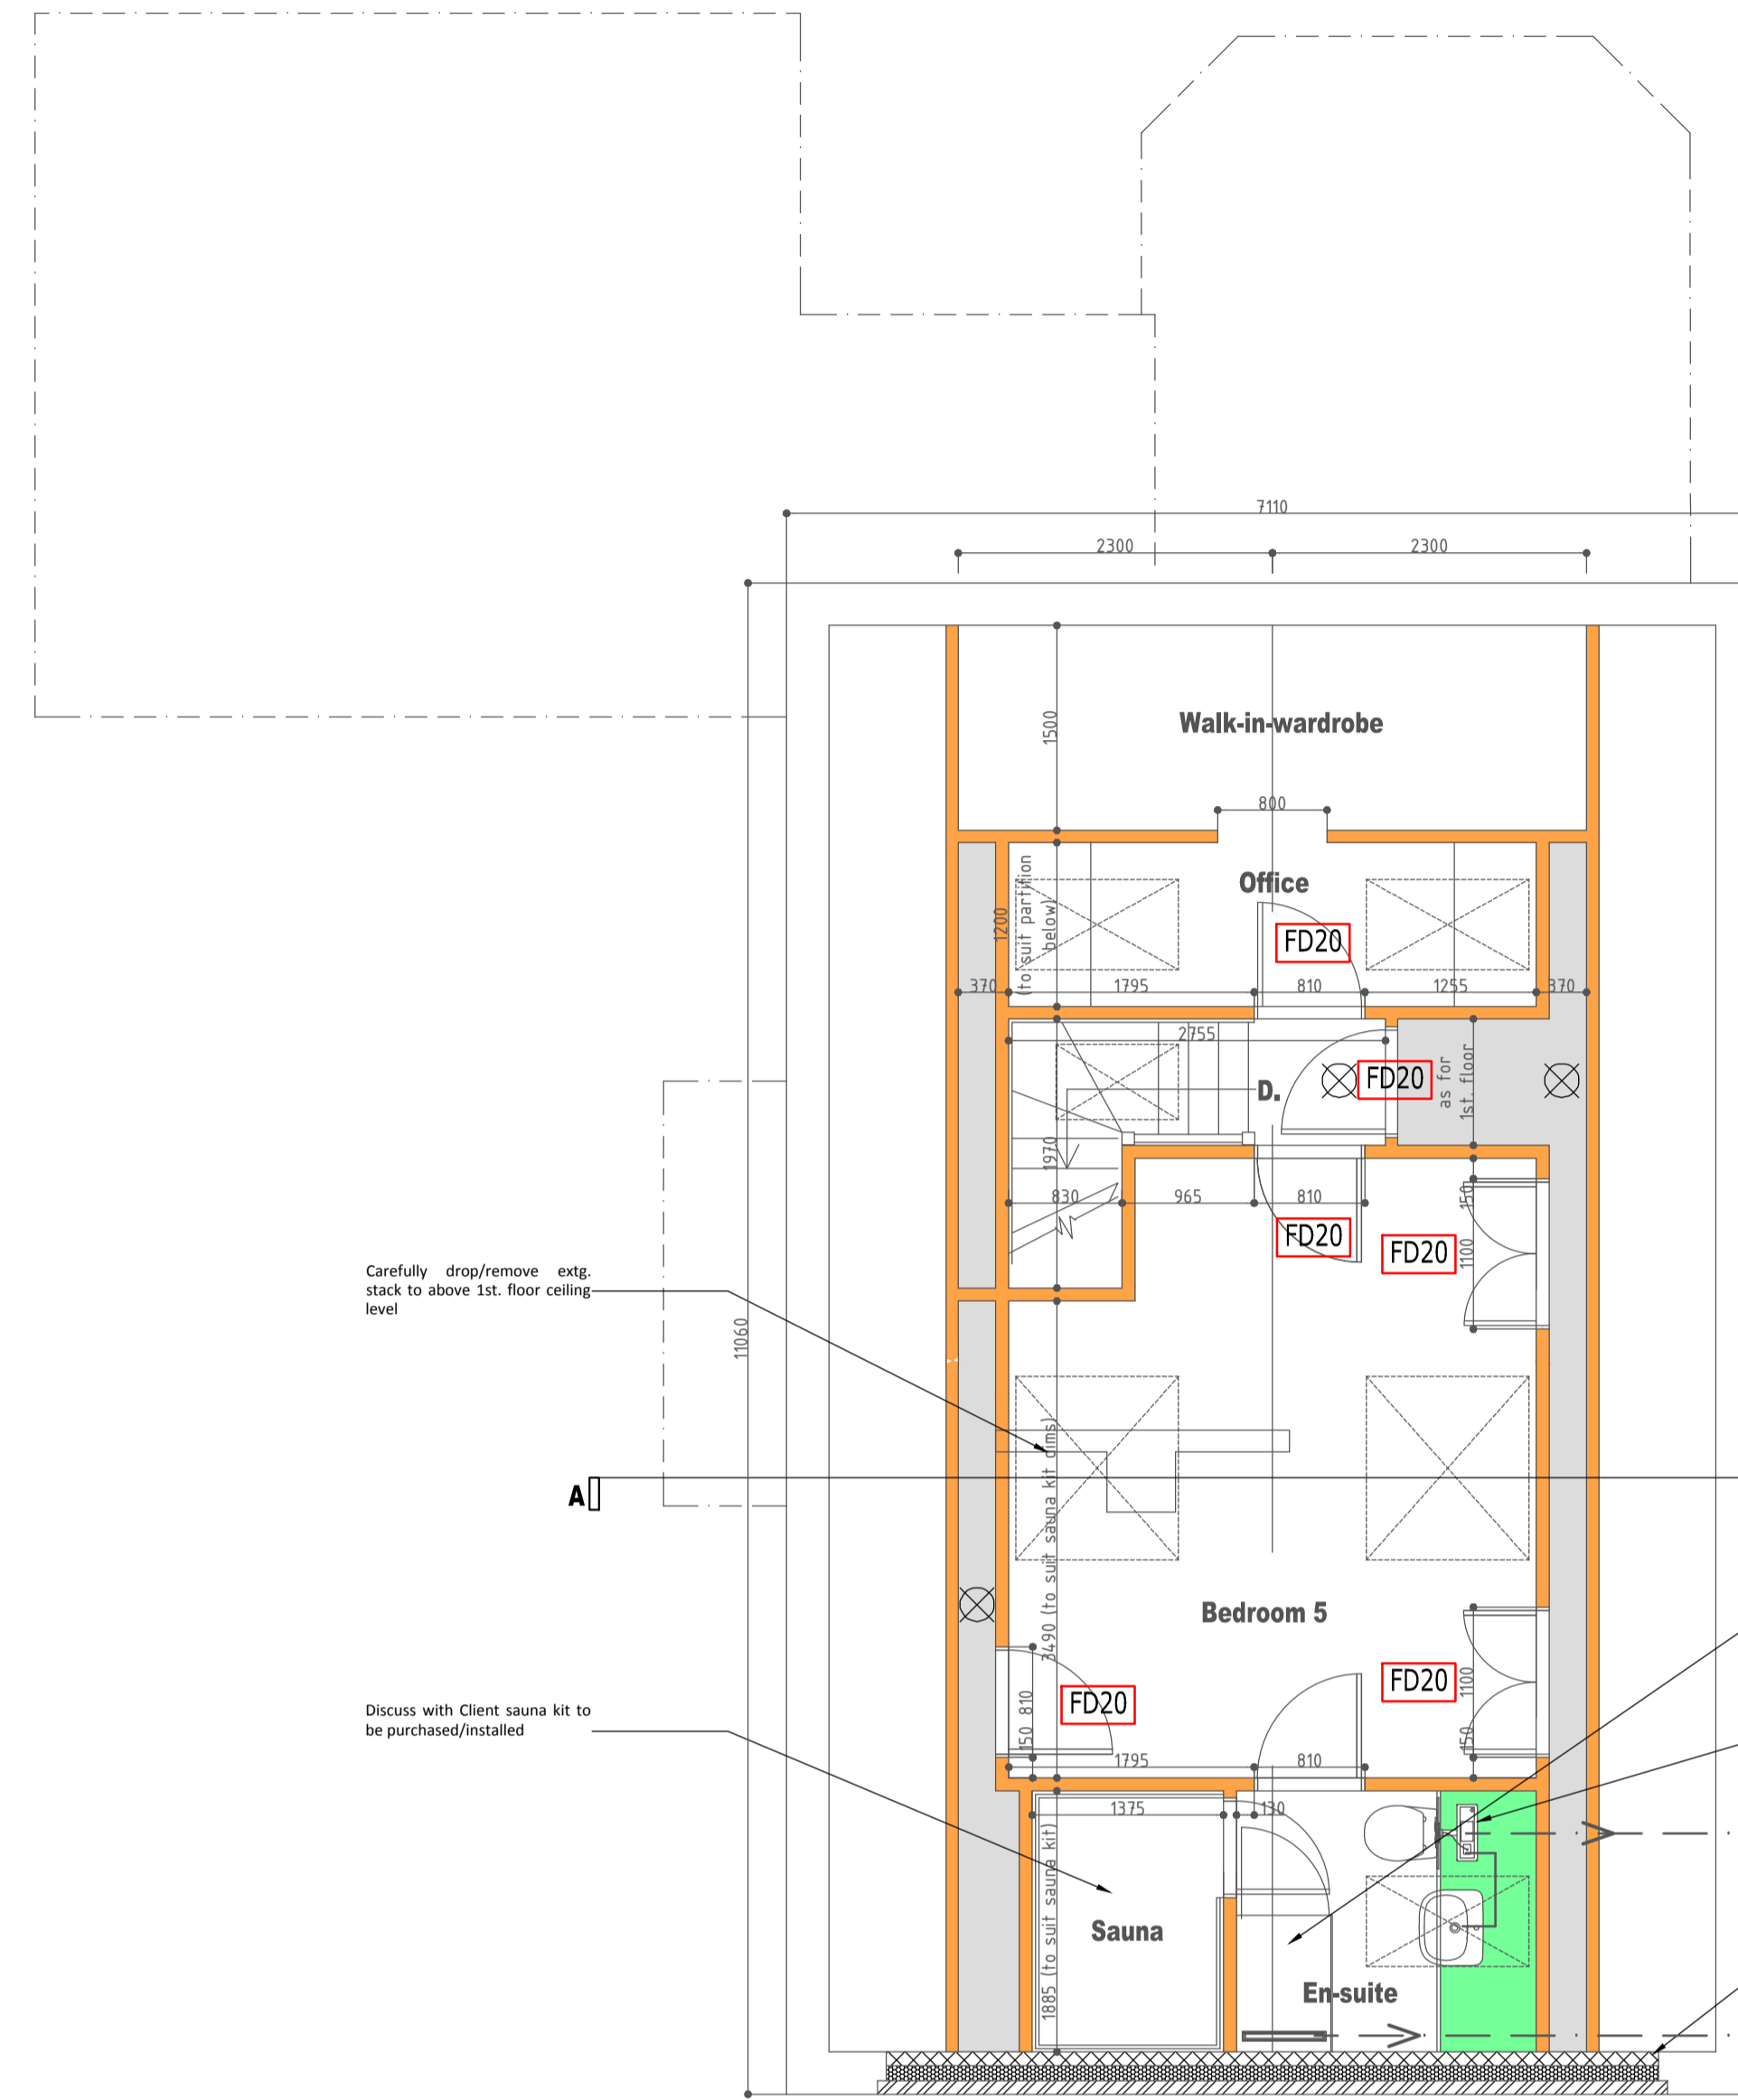 7110
2300
2300
Walk-in-wardrobe
1500
800
Office
(to suit partition
below)
1200
FD20
370
1795
810
1255
370
2755
FD20
as for
1st. floor
D.
1970
830
965
810
150
FD20
FD20
1100
Carefully drop/remove extg.
stack to above 1st. floor ceiling
level
11060
3490 (to suit sauna kit dims)
A
Bedroom 5
FD20
FD20
1100
810
150
150
Discuss with Client sauna kit to
be purchased/installed
1795
810
1375
130
1885 (to suit sauna kit)
Sauna
En-suite